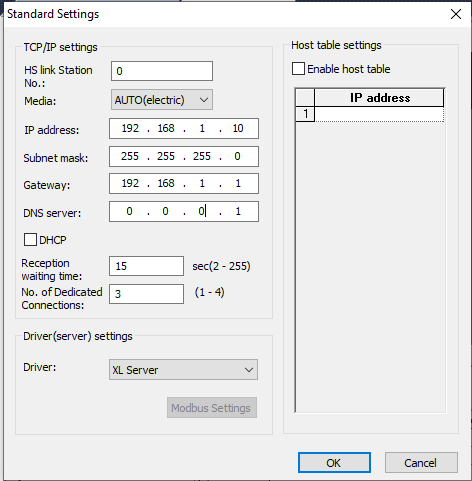 Standard Settings
TCP/IP settings
HS link Station No.:
0
Media:
AUTO(electric)
IP address:
192 . 168 . 1 . 10
Subnet mask:
255 . 255 . 255 . 0
Gateway:
192 . 168 . 1 . 1
DNS server:
0 . 0 . 0 . 1
DHCP
Reception waiting time:
15
sec(2 - 255)
No. of Dedicated Connections:
3
(1 - 4)
Driver(server) settings
Driver:
XL Server
Modbus Settings
Host table settings
Enable host table
IP address
1
OK
Cancel